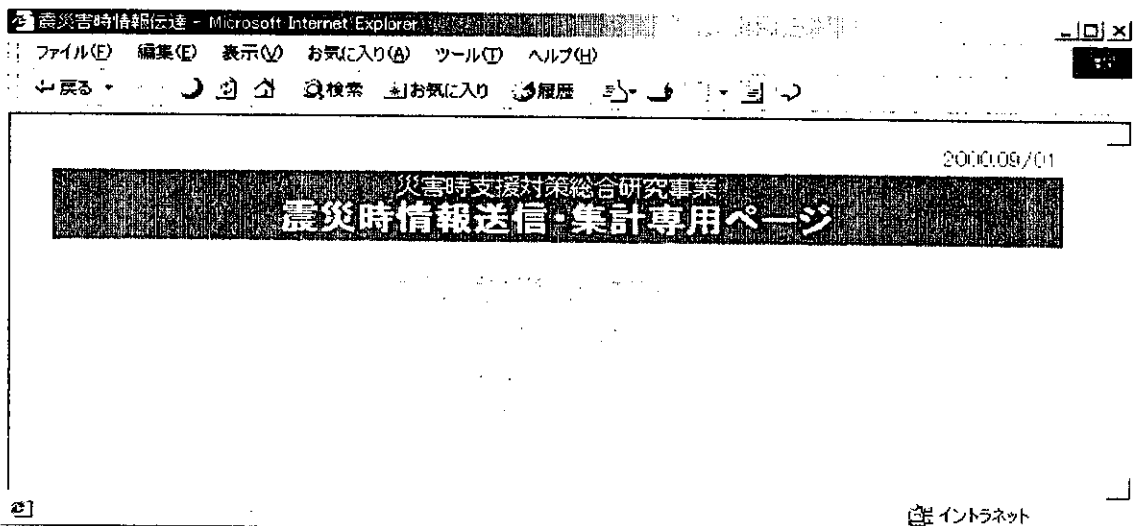 震災害時情報伝達 - Microsoft Internet Explorer
ファイル(F) 編集(E) 表示(V) お気に入り(A) ツール(T) ヘルプ(H)
戻る 検索 お気に入り 履歴
2000.09/01
災害時支援対策総合研究事業
震災時情報送信・集計専用ページ
イントラネット